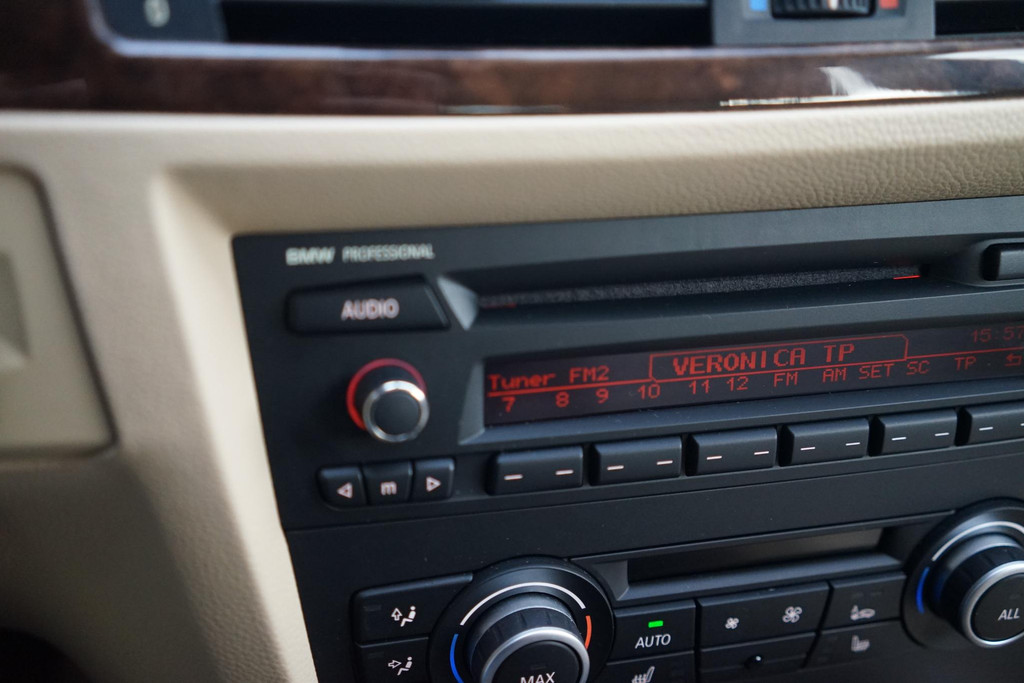 0
BMW PROFESSIONAL
AUDIO
15:57
VERONICA TP
Tuner FM2
7 8 9 10 11 12 FM AM SET SC TP
m
AUTO
MAX
ALL